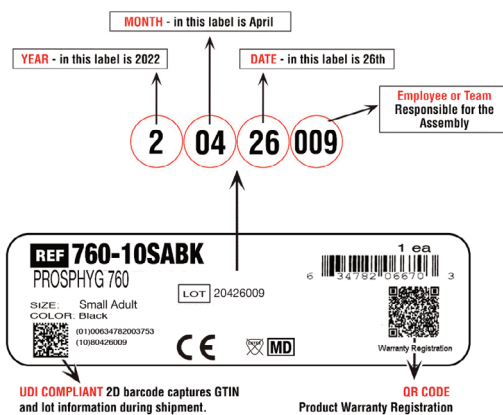 MONTH - in this label is April
YEAR - in this label is 2022
DATE - in this label is 26th
Employee or Team
Responsible for the
Assembly
2 04 26 009
REF 760-10SABK
PROSPHYG 760
LOT 20426009
1 ea
6 34782 06670 3
SIZE: Small Adult
COLOR: Black
(01)00634782003753
(10)80426009
CE
MD
Warranty Registration
UDI COMPLIANT 2D barcode captures GTIN
and lot information during shipment.
QR CODE
Product Warranty Registration